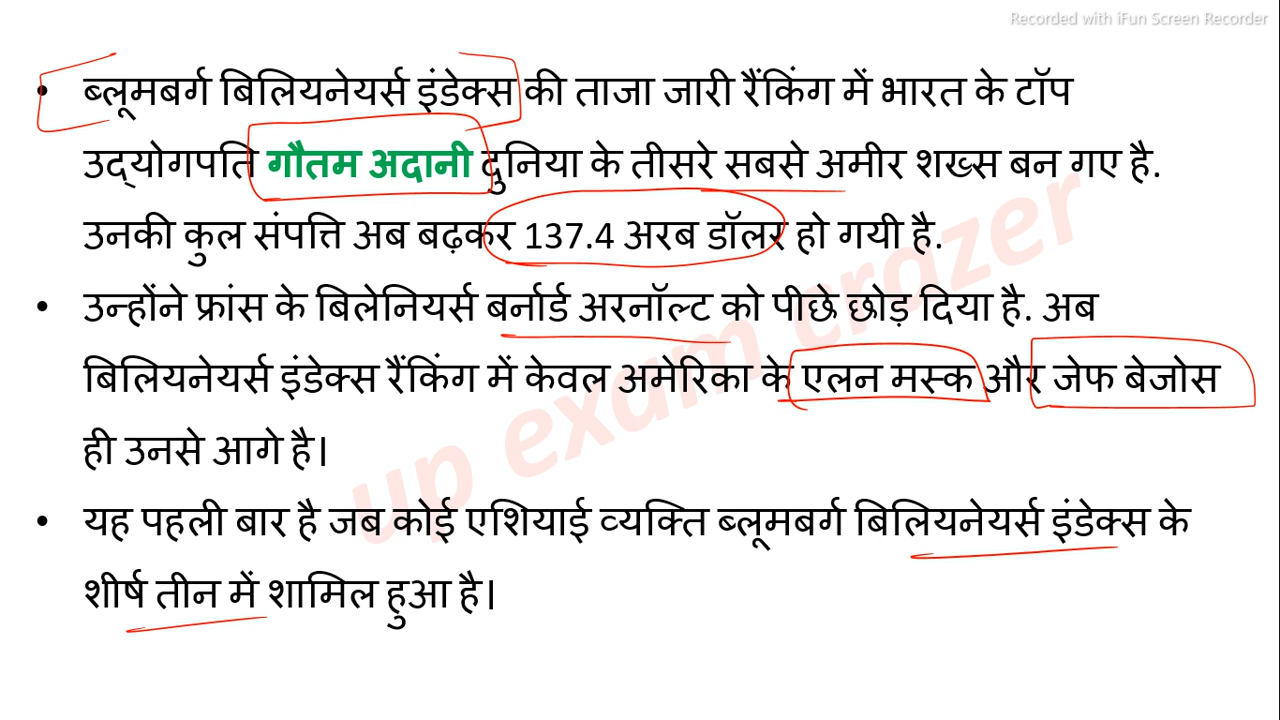 Recorded with iFun Screen Recorder
• ब्लूमबर्ग बिलियनेयर्स इंडेक्स की ताजा जारी रैंकिंग में भारत के टॉप
उद्योगपति गौतम अदानी दुनिया के तीसरे सबसे अमीर शख्स बन गए है.
उनकी कुल संपत्ति अब बढ़कर 137.4 अरब डॉलर हो गयी है.
• उन्होंने फ्रांस के बिलेनियर्स बर्नार्ड अरनॉल्ट को पीछे छोड़ दिया है. अब
बिलियनेयर्स इंडेक्स रैंकिंग में केवल अमेरिका के एलन मस्क और जेफ बेजोस
ही उनसे आगे है।
• यह पहली बार है जब कोई एशियाई व्यक्ति ब्लूमबर्ग बिलियनेयर्स इंडेक्स के
शीर्ष तीन में शामिल हुआ है।
up exam crazer